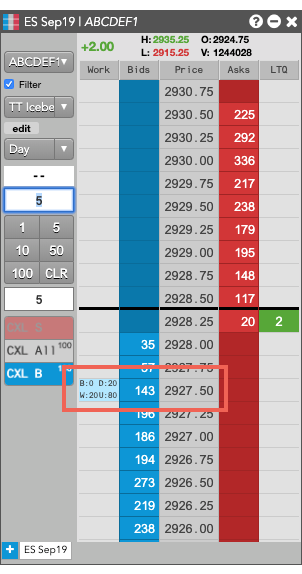 ES Sep19 | ABCDEF1
+2.00 H: 2935.25 O: 2924.75
L: 2915.25 V: 1244028
ABCDEF1
Filter
TT Icebe
edit
Day
--
5
1 5
10 50
100 CLR
5
CXL S
CXL All 100
CXL B
Work Bids Price Asks LTQ
2930.75
2930.50 225
2930.25 292
2930.00 336
2929.75 217
2929.50 238
2929.25 179
2929.00 195
2928.75 148
2928.50 117
2928.25 20 2
35 2928.00
57 2927.75
B:0 D:20
W:20 U:80
143 2927.50
196 2927.25
186 2927.00
194 2926.75
273 2926.50
219 2926.25
238 2926.00
+ ES Sep19